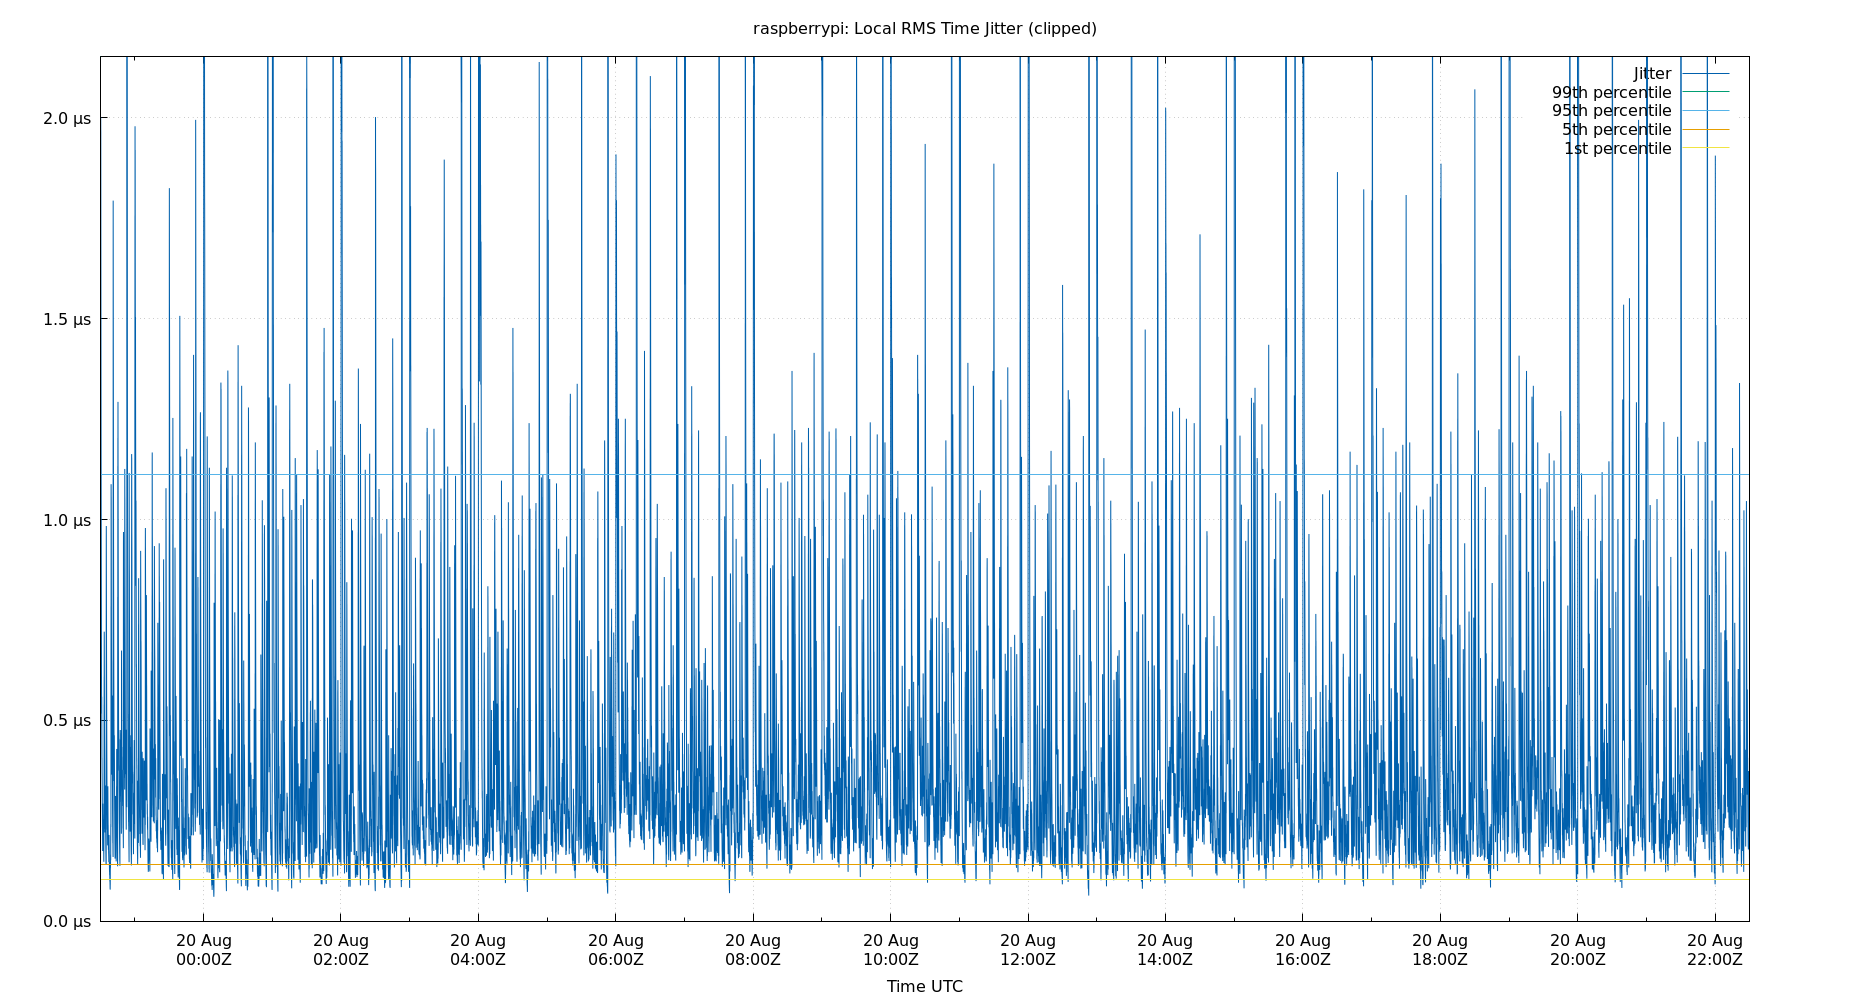 raspberrypi: Local RMS Time Jitter (clipped)
Jitter
99th percentile
95th percentile
5th percentile
1st percentile
2.0 µs
1.5 µs
1.0 µs
0.5 µs
0.0 µs
20 Aug 20 Aug 20 Aug 20 Aug 20 Aug 20 Aug 20 Aug 20 Aug 20 Aug 20 Aug 20 Aug 20 Aug
00:00Z 02:00Z 04:00Z 06:00Z 08:00Z 10:00Z 12:00Z 14:00Z 16:00Z 18:00Z 20:00Z 22:00Z
Time UTC